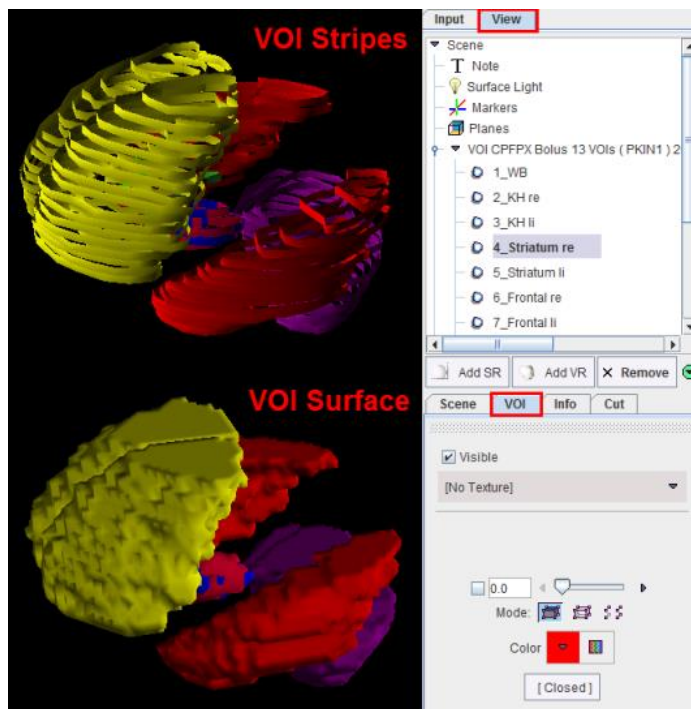 VOI Stripes
VOI Surface
Input View
Scene
Note
Surface Light
Markers
Planes
VOI CPFPX Bolus 13 VOIs ( PKIN1 ) 2
1_WB
2_KH re
3_KH li
4_Striatum re
5_Striatum li
6_Frontal re
7_Frontal li
Add SR Add VR Remove
Scene VOI Info Cut
Visible
[No Texture]
0.0
Mode:
Color
[ Closed ]